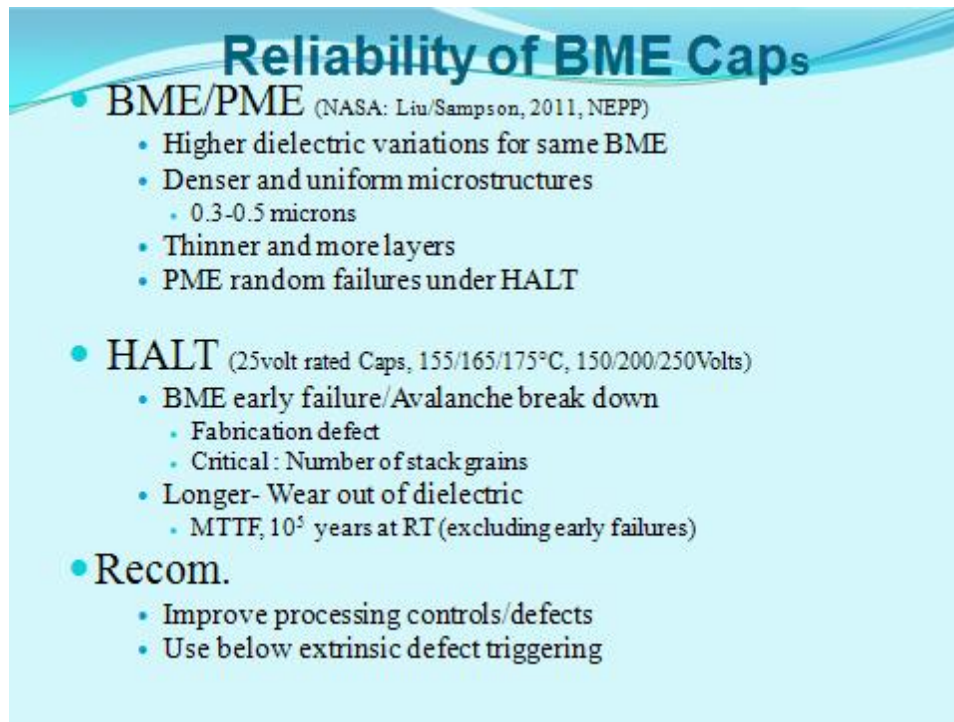 Reliability of BME Caps
• BME/PME (NASA: Liu/Sampson, 2011, NEPP)
• Higher dielectric variations for same BME
• Denser and uniform microstructures
• 0.3-0.5 microns
• Thinner and more layers
• PME random failures under HALT
• HALT (25volt rated Caps, 155/165/175°C, 150/200/250Volts)
• BME early failure/Avalanche break down
• Fabrication defect
• Critical : Number of stack grains
• Longer- Wear out of dielectric
• MTTF, 10⁵ years at RT (excluding early failures)
• Recom.
• Improve processing controls/defects
• Use below extrinsic defect triggering